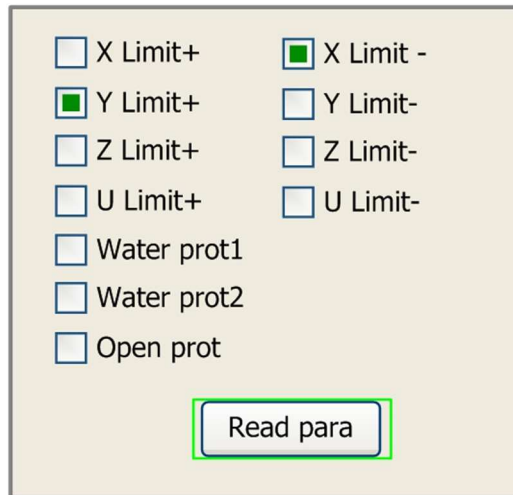 X Limit+ X Limit -
Y Limit+ Y Limit-
Z Limit+ Z Limit-
U Limit+ U Limit-
Water prot1
Water prot2
Open prot
Read para